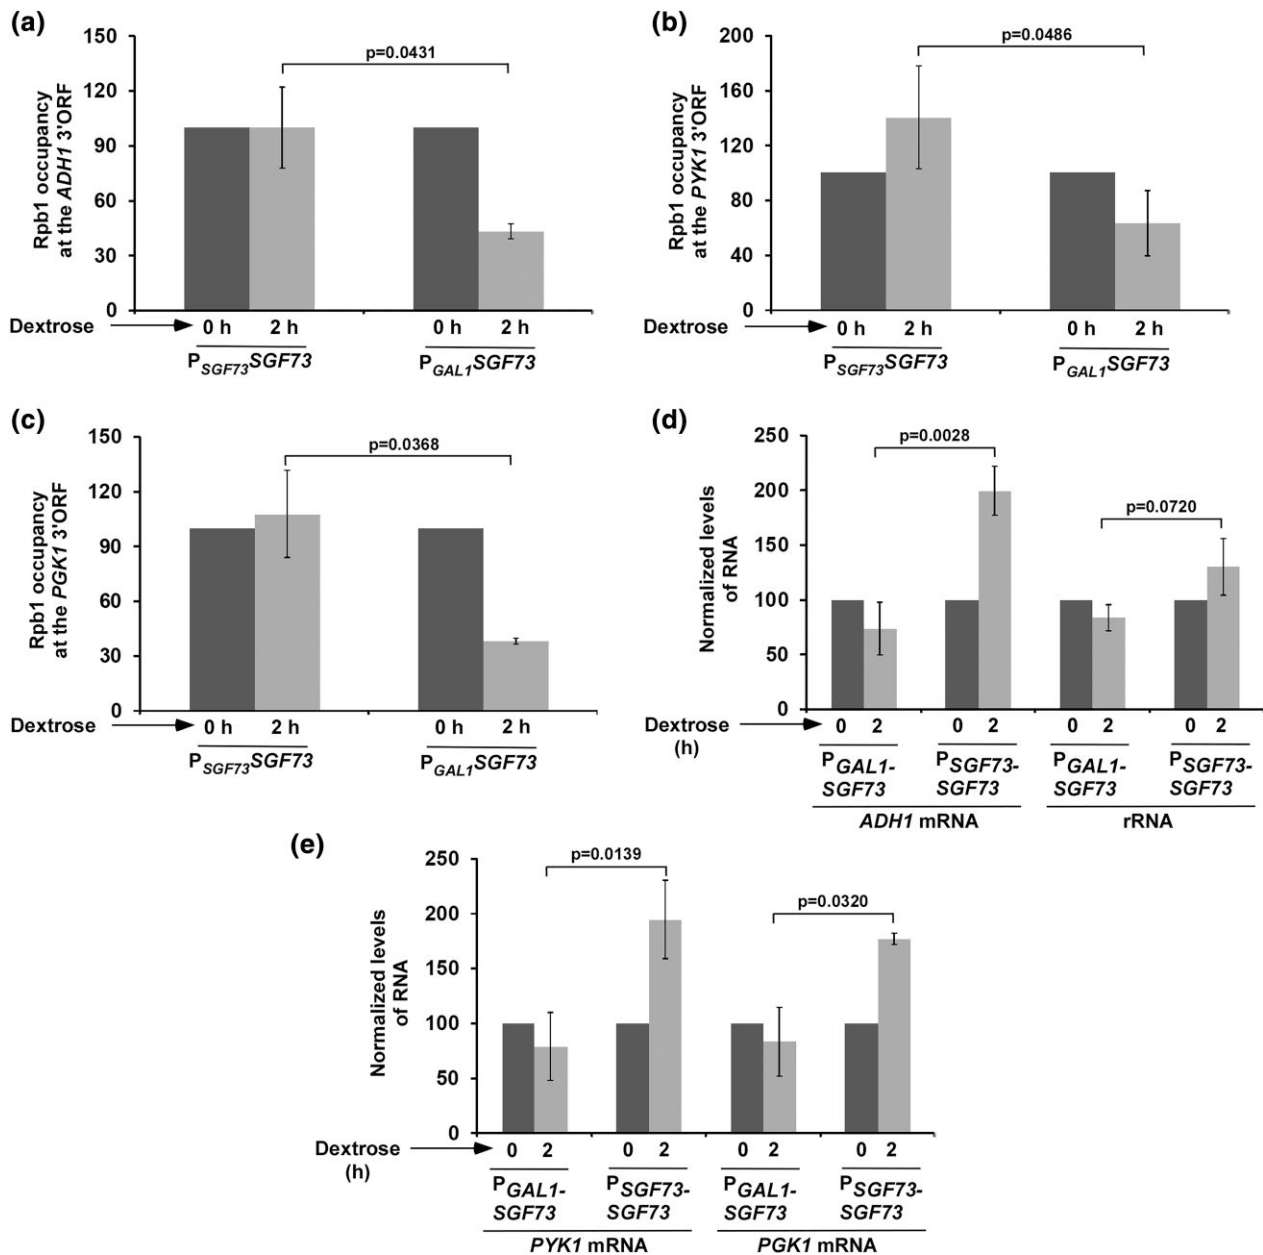 (a)
Rpb1 occupancy
at the ADH1 3'ORF
150
120
90
60
30
0
p=0.0431
Dextrose
0 h 2 h 0 h 2 h
PSGF73SGF73 PGAL1SGF73
(b)
Rpb1 occupancy
at the PYK1 3'ORF
200
160
120
80
40
0
p=0.0486
Dextrose
0 h 2 h 0 h 2 h
PSGF73SGF73 PGAL1SGF73
(c)
Rpb1 occupancy
at the PGK1 3'ORF
150
120
90
60
30
0
p=0.0368
Dextrose
0 h 2 h 0 h 2 h
PSGF73SGF73 PGAL1SGF73
(d)
Normalized levels
of RNA
250
200
150
100
50
0
p=0.0028
p=0.0720
Dextrose
(h)
0 2 0 2 0 2 0 2
PGAL1- PSGF73- PGAL1- PSGF73-
SGF73 SGF73 SGF73 SGF73
ADH1 mRNA rRNA
(e)
Normalized levels
of RNA
250
200
150
100
50
0
p=0.0139
p=0.0320
Dextrose
(h)
0 2 0 2 0 2 0 2
PGAL1- PSGF73- PGAL1- PSGF73-
SGF73 SGF73 SGF73 SGF73
PYK1 mRNA PGK1 mRNA